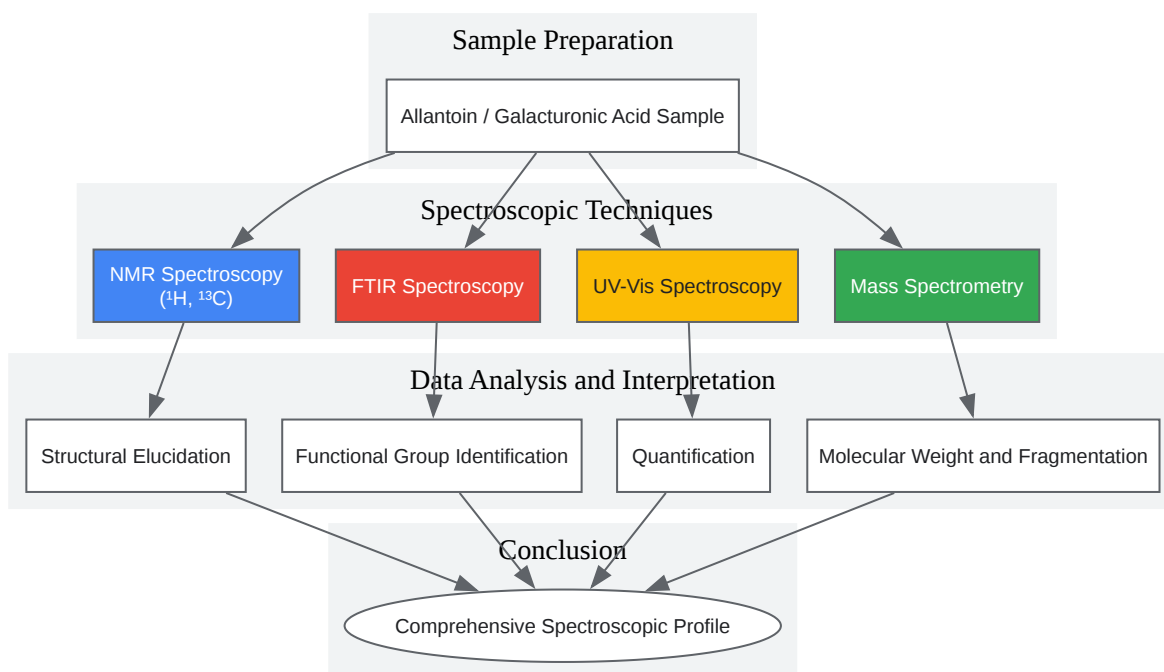 Sample Preparation
Allantoin / Galacturonic Acid Sample
Spectroscopic Techniques
NMR Spectroscopy
(¹H, ¹³C)
FTIR Spectroscopy
UV-Vis Spectroscopy
Mass Spectrometry
Data Analysis and Interpretation
Structural Elucidation
Functional Group Identification
Quantification
Molecular Weight and Fragmentation
Conclusion
Comprehensive Spectroscopic Profile